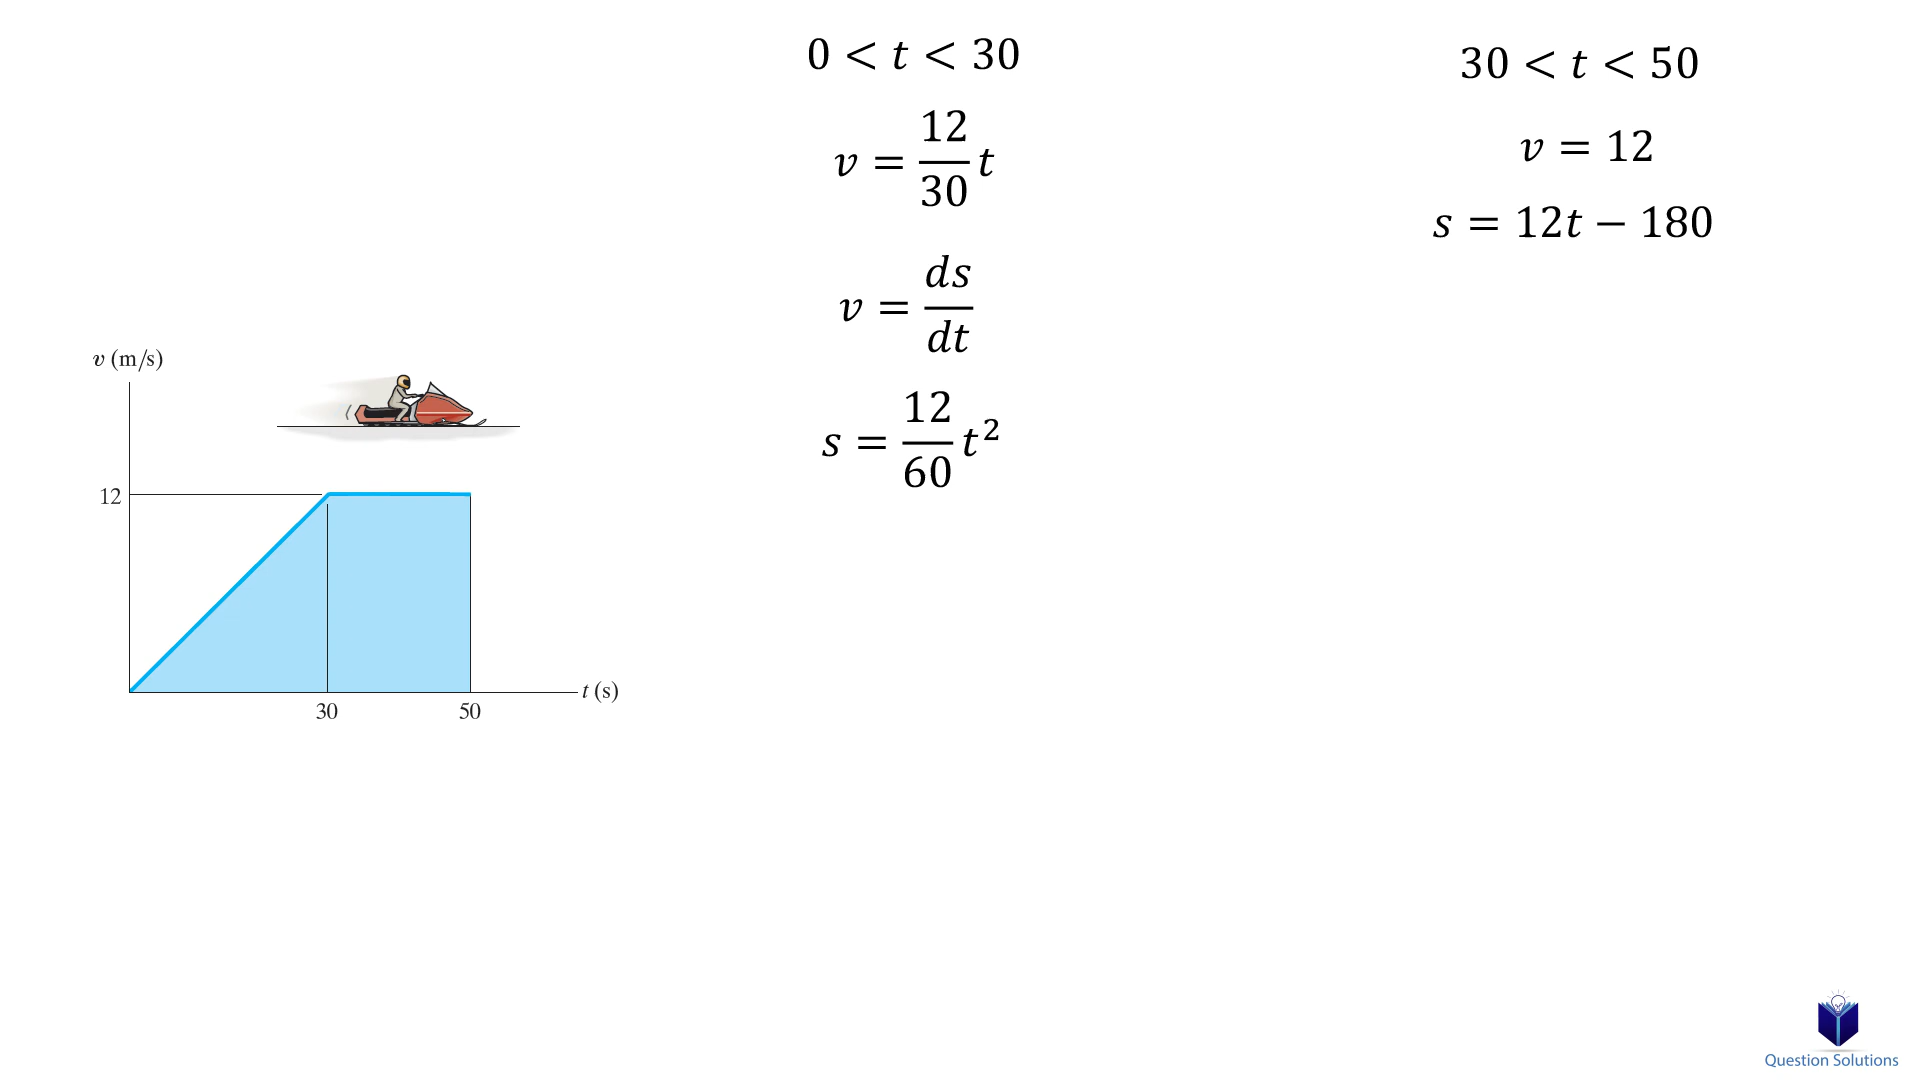 0 < t < 30
v = 12/30 t
v = ds/dt
s = 12/60 t²
30 < t < 50
v = 12
s = 12t − 180
v (m/s)
12
t (s)
30 50
Question Solutions